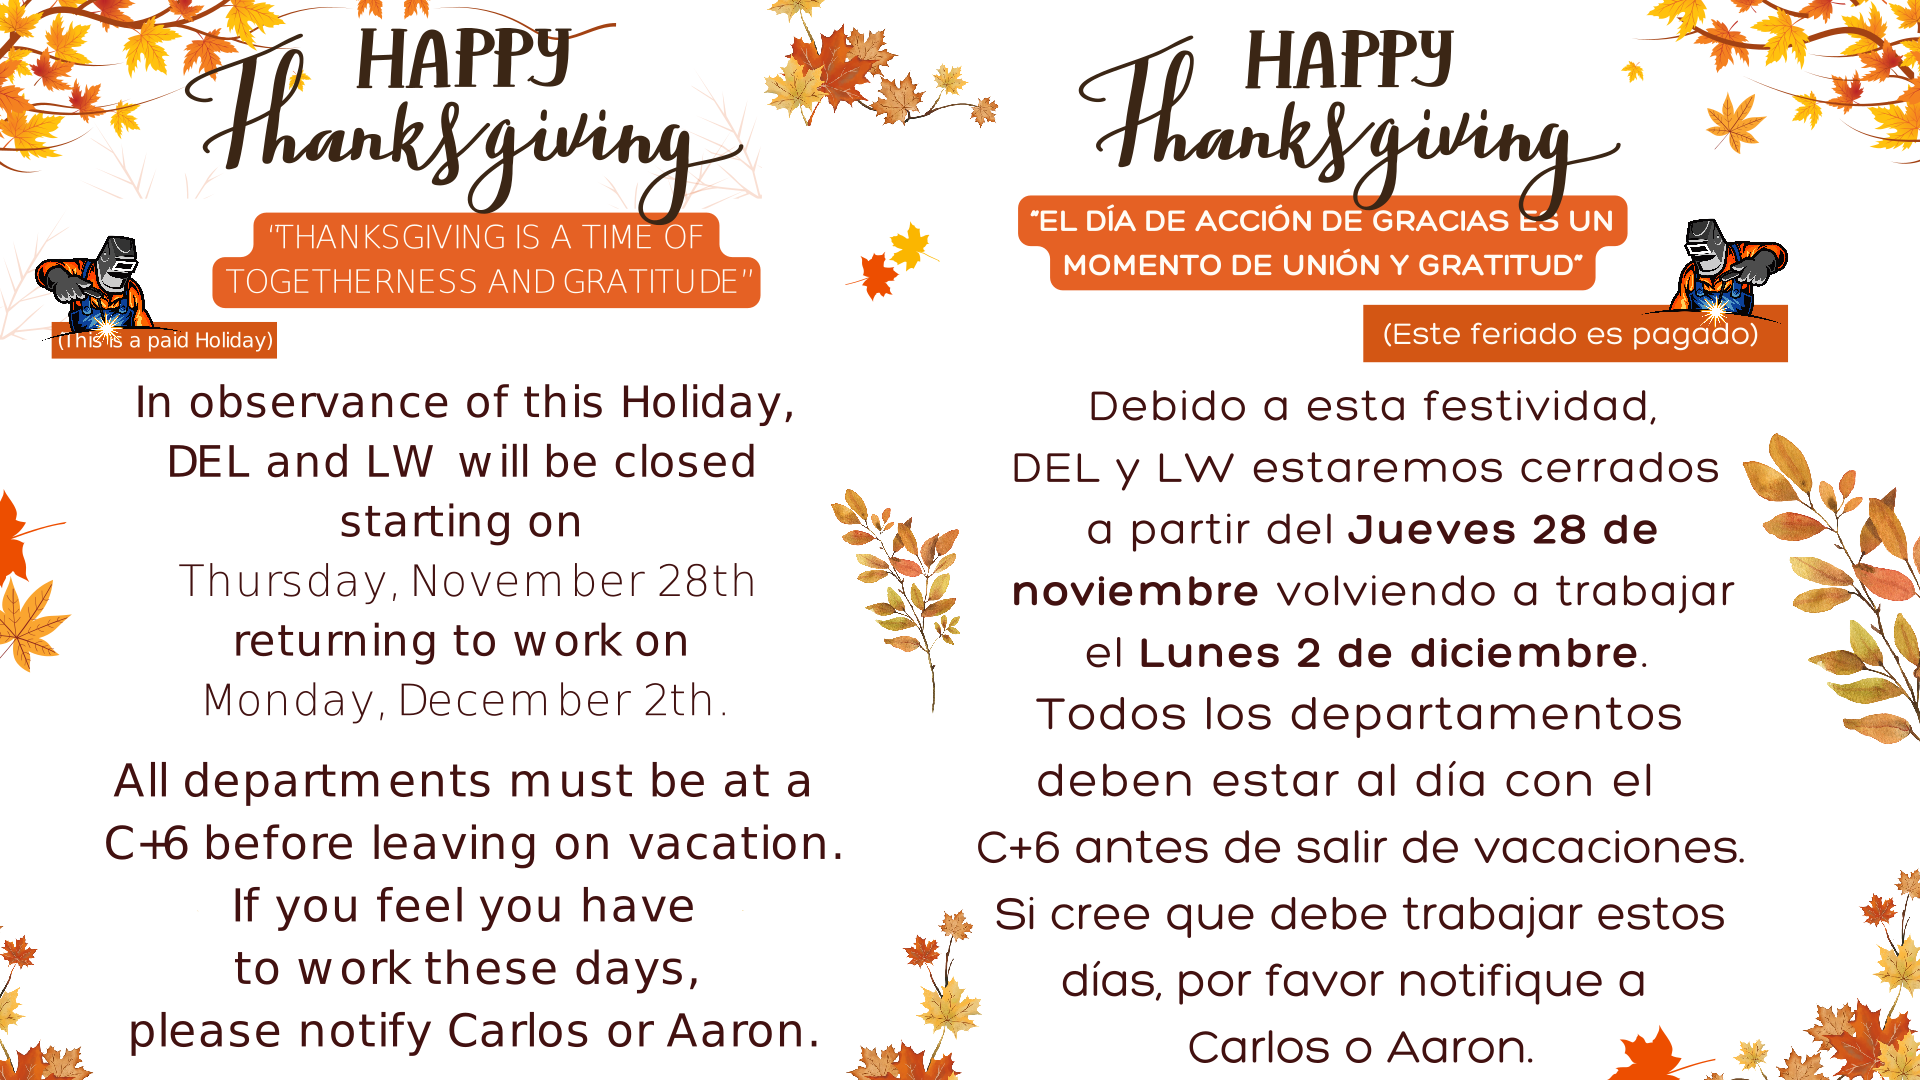 HAPPY
Thanksgiving
“THANKSGIVING IS A TIME OF
TOGETHERNESS AND GRATITUDE”
(This is a paid Holiday)
In observance of this Holiday,
DEL and LW will be closed
starting on
Thursday, November 28th
returning to work on
Monday, December 2th.
All departments must be at a
C+6 before leaving on vacation.
If you feel you have
to work these days,
please notify Carlos or Aaron.
HAPPY
Thanksgiving
“EL DÍA DE ACCIÓN DE GRACIAS ES UN
MOMENTO DE UNIÓN Y GRATITUD”
(Este feriado es pagado)
Debido a esta festividad,
DEL y LW estaremos cerrados
a partir del Jueves 28 de
noviembre volviendo a trabajar
el Lunes 2 de diciembre.
Todos los departamentos
deben estar al día con el
C+6 antes de salir de vacaciones.
Si cree que debe trabajar estos
días, por favor notifique a
Carlos o Aaron.